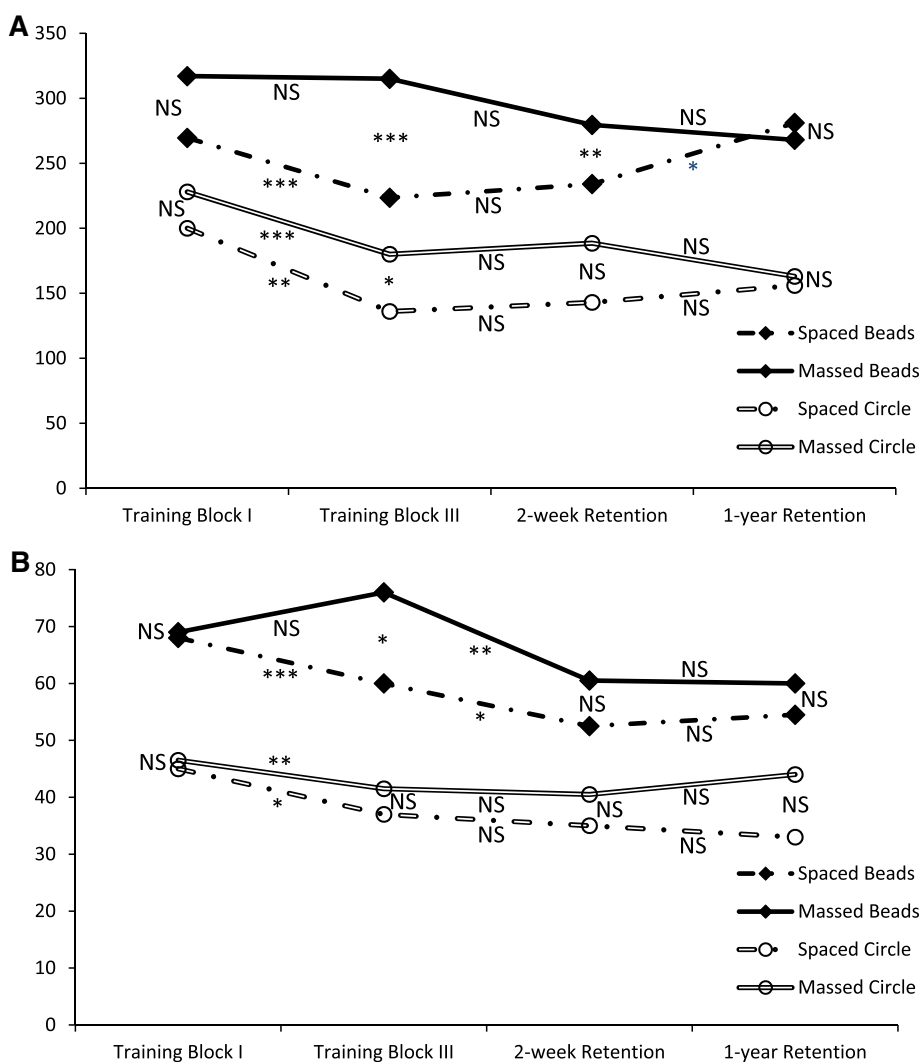 A
350
300
NS
NS
NS
NS
***
NS
NS
250
***
**
*
NS
200
NS
***
NS
NS
**
*
NS
NS
150
NS
NS
100
Spaced Beads
Massed Beads
50
Spaced Circle
Massed Circle
0
Training Block I
Training Block III
2-week Retention
1-year Retention
B
80
70
NS
NS
*
**
NS
60
***
*
NS
NS
NS
50
NS
**
40
*
NS
NS
NS
NS
NS
NS
NS
30
Spaced Beads
20
Massed Beads
Spaced Circle
10
Massed Circle
0
Training Block I
Training Block III
2-week Retention
1-year Retention